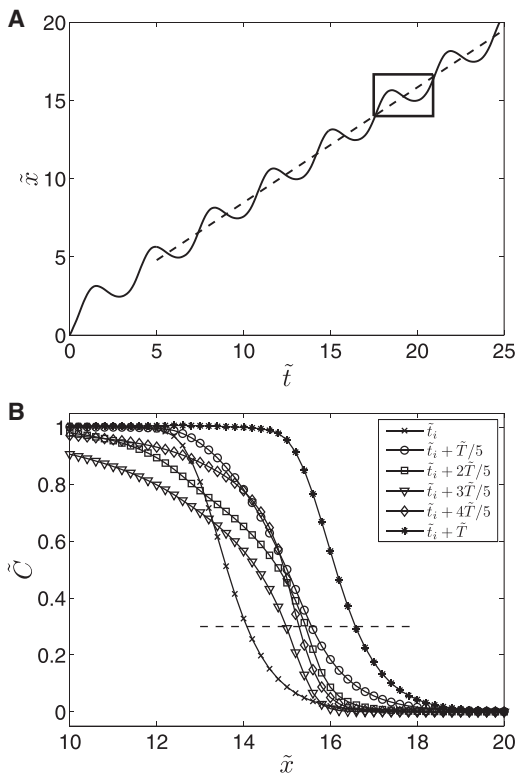 A
20
15
10
5
0
x̃
0 5 10 15 20 25
t̃
B
1
0.8
0.6
0.4
0.2
0
C̃
t̃ᵢ
t̃ᵢ + T̃/5
t̃ᵢ + 2T̃/5
t̃ᵢ + 3T̃/5
t̃ᵢ + 4T̃/5
t̃ᵢ + T̃
10 12 14 16 18 20
x̃